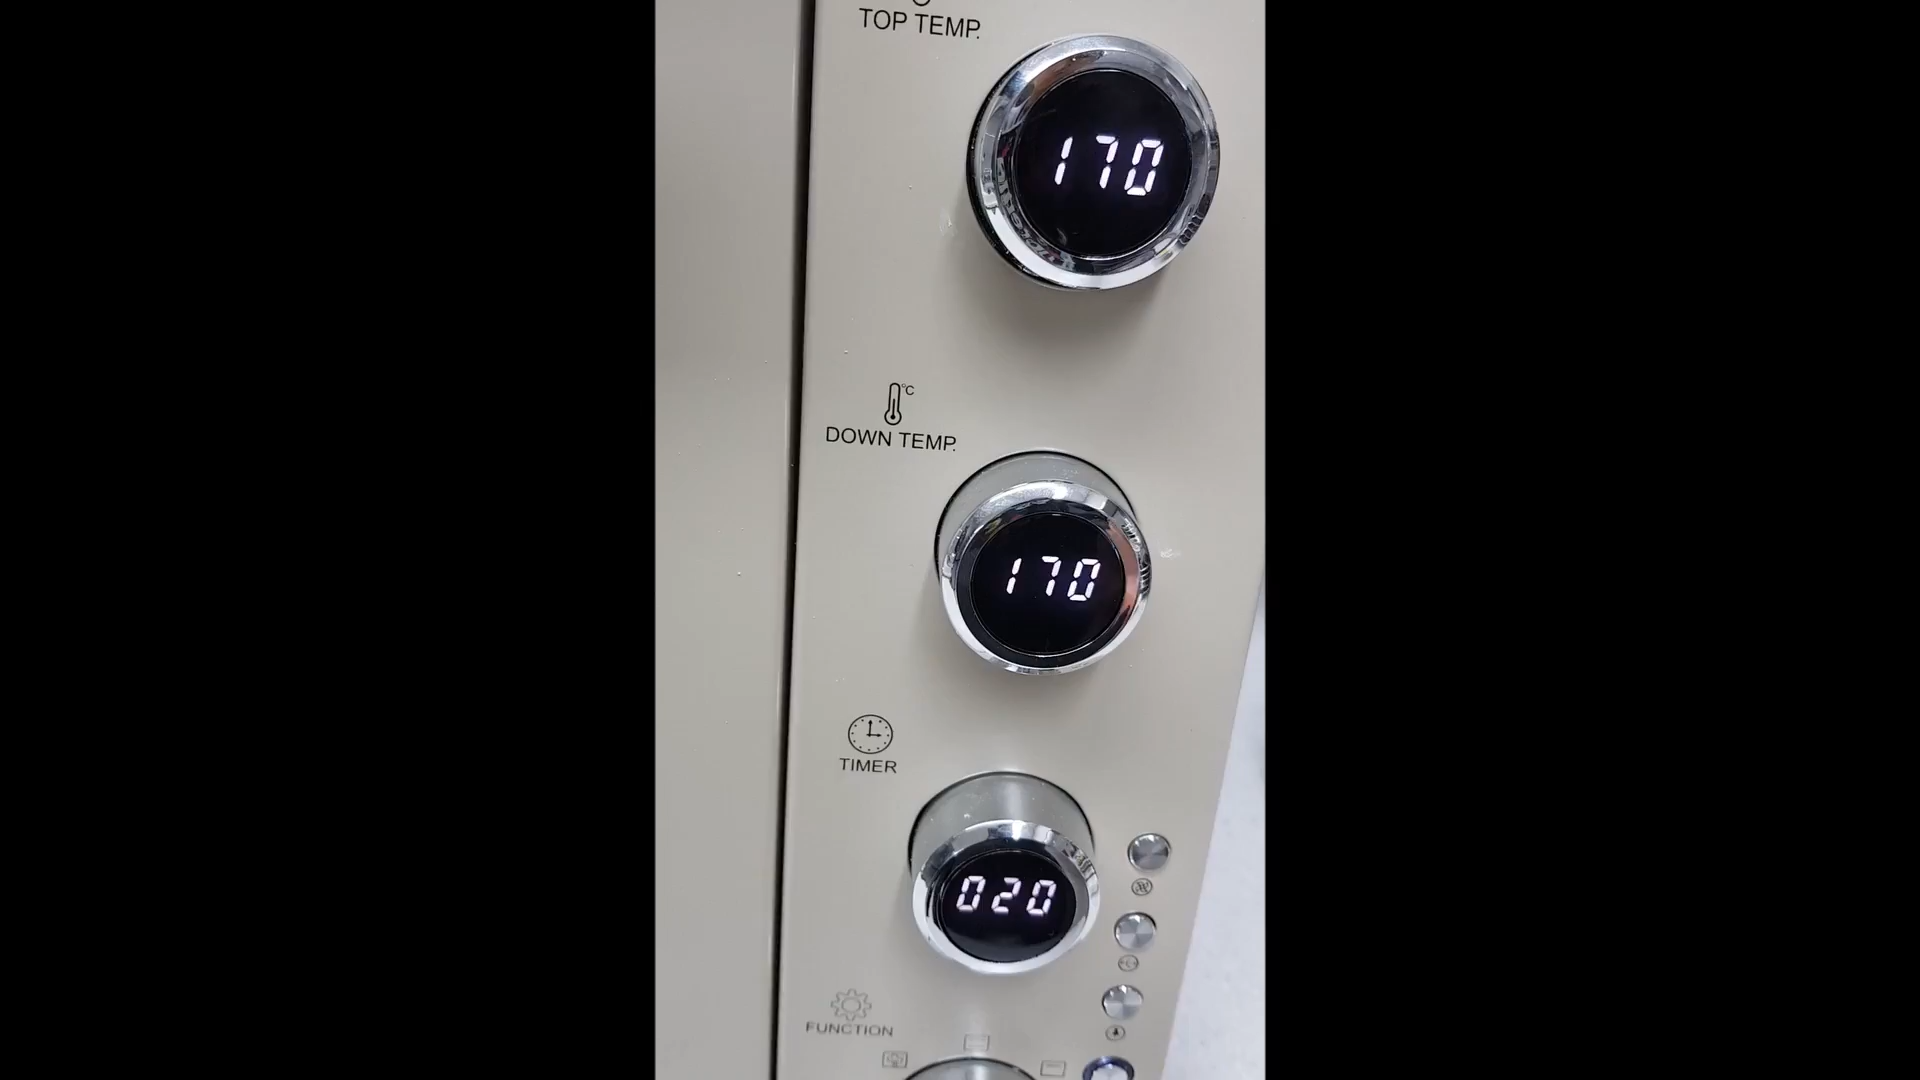 TOP TEMP.
170
°C
DOWN TEMP.
170
TIMER
020
FUNCTION